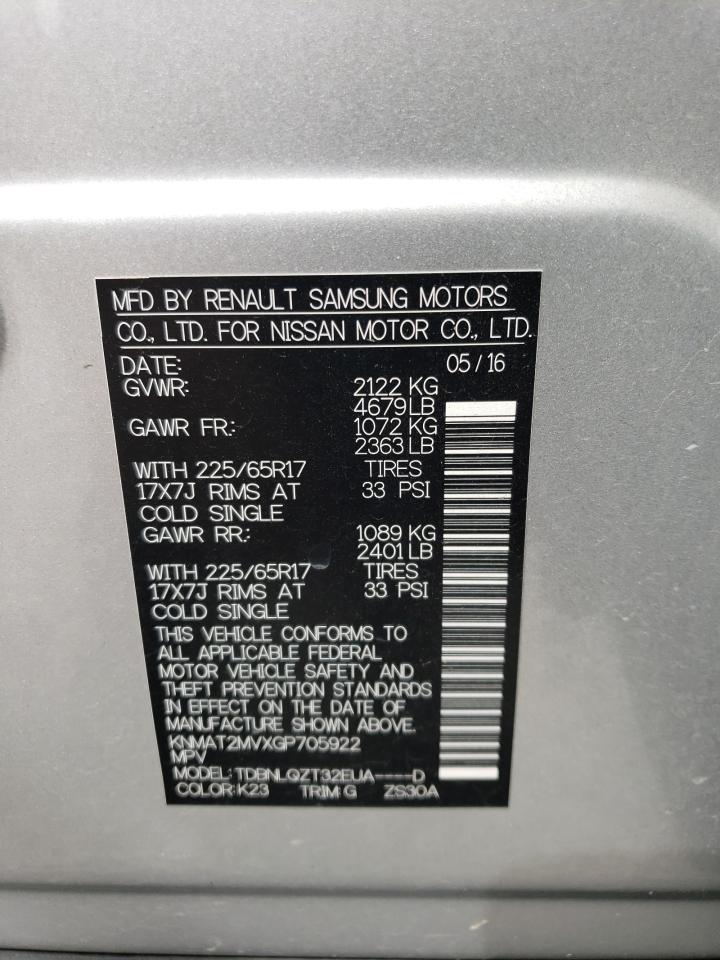 MFD BY RENAULT SAMSUNG MOTORS
CO., LTD. FOR NISSAN MOTOR CO., LTD.
DATE: 05/16
GVWR: 2122 KG
4679 LB
GAWR FR.: 1072 KG
2363 LB
WITH 225/65R17 TIRES
17X7J RIMS AT 33 PSI
COLD SINGLE
GAWR RR.: 1089 KG
2401 LB
WITH 225/65R17 TIRES
17X7J RIMS AT 33 PSI
COLD SINGLE
THIS VEHICLE CONFORMS TO
ALL APPLICABLE FEDERAL
MOTOR VEHICLE SAFETY AND
THEFT PREVENTION STANDARDS
IN EFFECT ON THE DATE OF
MANUFACTURE SHOWN ABOVE.
KNMAT2MVXGP705922
MPV
MODEL: TDBNLQZT32EUA----D
COLOR: K23 TRIM: G ZS30A